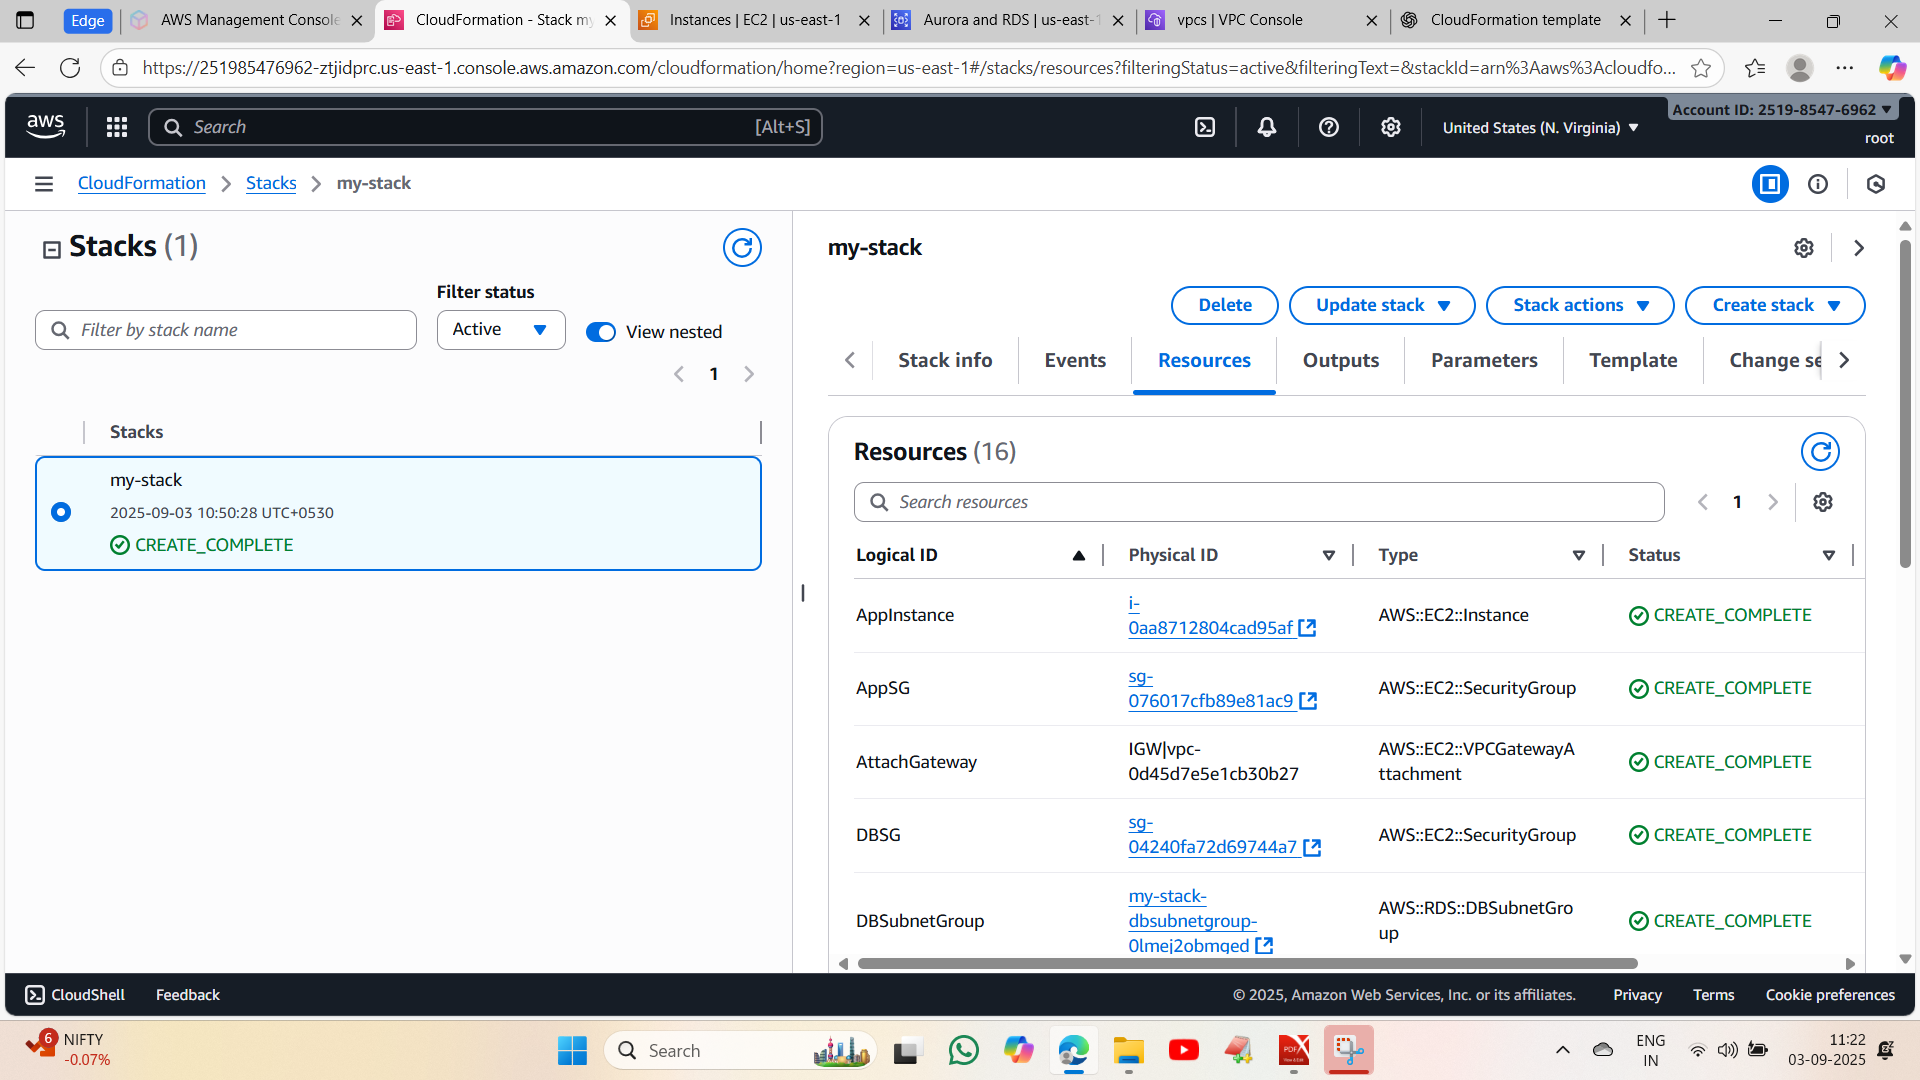 Edge
AWS Management Console
CloudFormation - Stack my
Instances | EC2 | us-east-1
Aurora and RDS | us-east-1
vpcs | VPC Console
CloudFormation template
https://251985476962-ztjidprc.us-east-1.console.aws.amazon.com/cloudformation/home?region=us-east-1#/stacks/resources?filteringStatus=active&filteringText=&stackId=arn%3Aaws%3Acloudfo...
aws
Search
[Alt+S]
United States (N. Virginia)
Account ID: 2519-8547-6962
root
CloudFormation
Stacks
my-stack
Stacks (1)
Filter status
Filter by stack name
Active
View nested
1
Stacks
my-stack
2025-09-03 10:50:28 UTC+0530
CREATE_COMPLETE
my-stack
Delete
Update stack
Stack actions
Create stack
Stack info
Events
Resources
Outputs
Parameters
Template
Change se
Resources (16)
Search resources
1
Logical ID
Physical ID
Type
Status
AppInstance
i-
0aa8712804cad95af
AWS::EC2::Instance
CREATE_COMPLETE
AppSG
sg-
076017cfb89e81ac9
AWS::EC2::SecurityGroup
CREATE_COMPLETE
AttachGateway
IGW|vpc-
0d45d7e5e1cb30b27
AWS::EC2::VPCGatewayA
ttachment
CREATE_COMPLETE
DBSG
sg-
04240fa72d69744a7
AWS::EC2::SecurityGroup
CREATE_COMPLETE
DBSubnetGroup
my-stack-
dbsubnetgroup-
0lmej2obmged
AWS::RDS::DBSubnetGro
up
CREATE_COMPLETE
CloudShell
Feedback
© 2025, Amazon Web Services, Inc. or its affiliates.
Privacy
Terms
Cookie preferences
6
NIFTY
-0.07%
Search
PDF
ENG
IN
11:22
03-09-2025